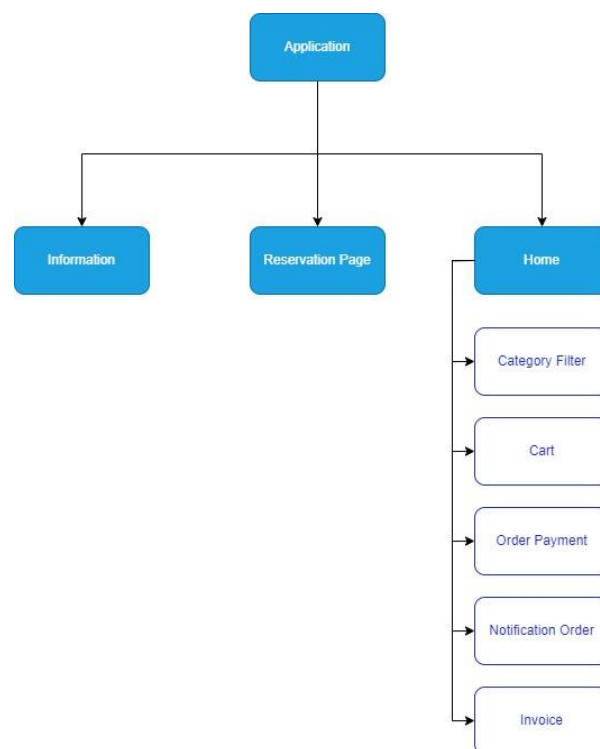 Application
Information
Reservation Page
Home
Category Filter
Cart
Order Payment
Notification Order
Invoice